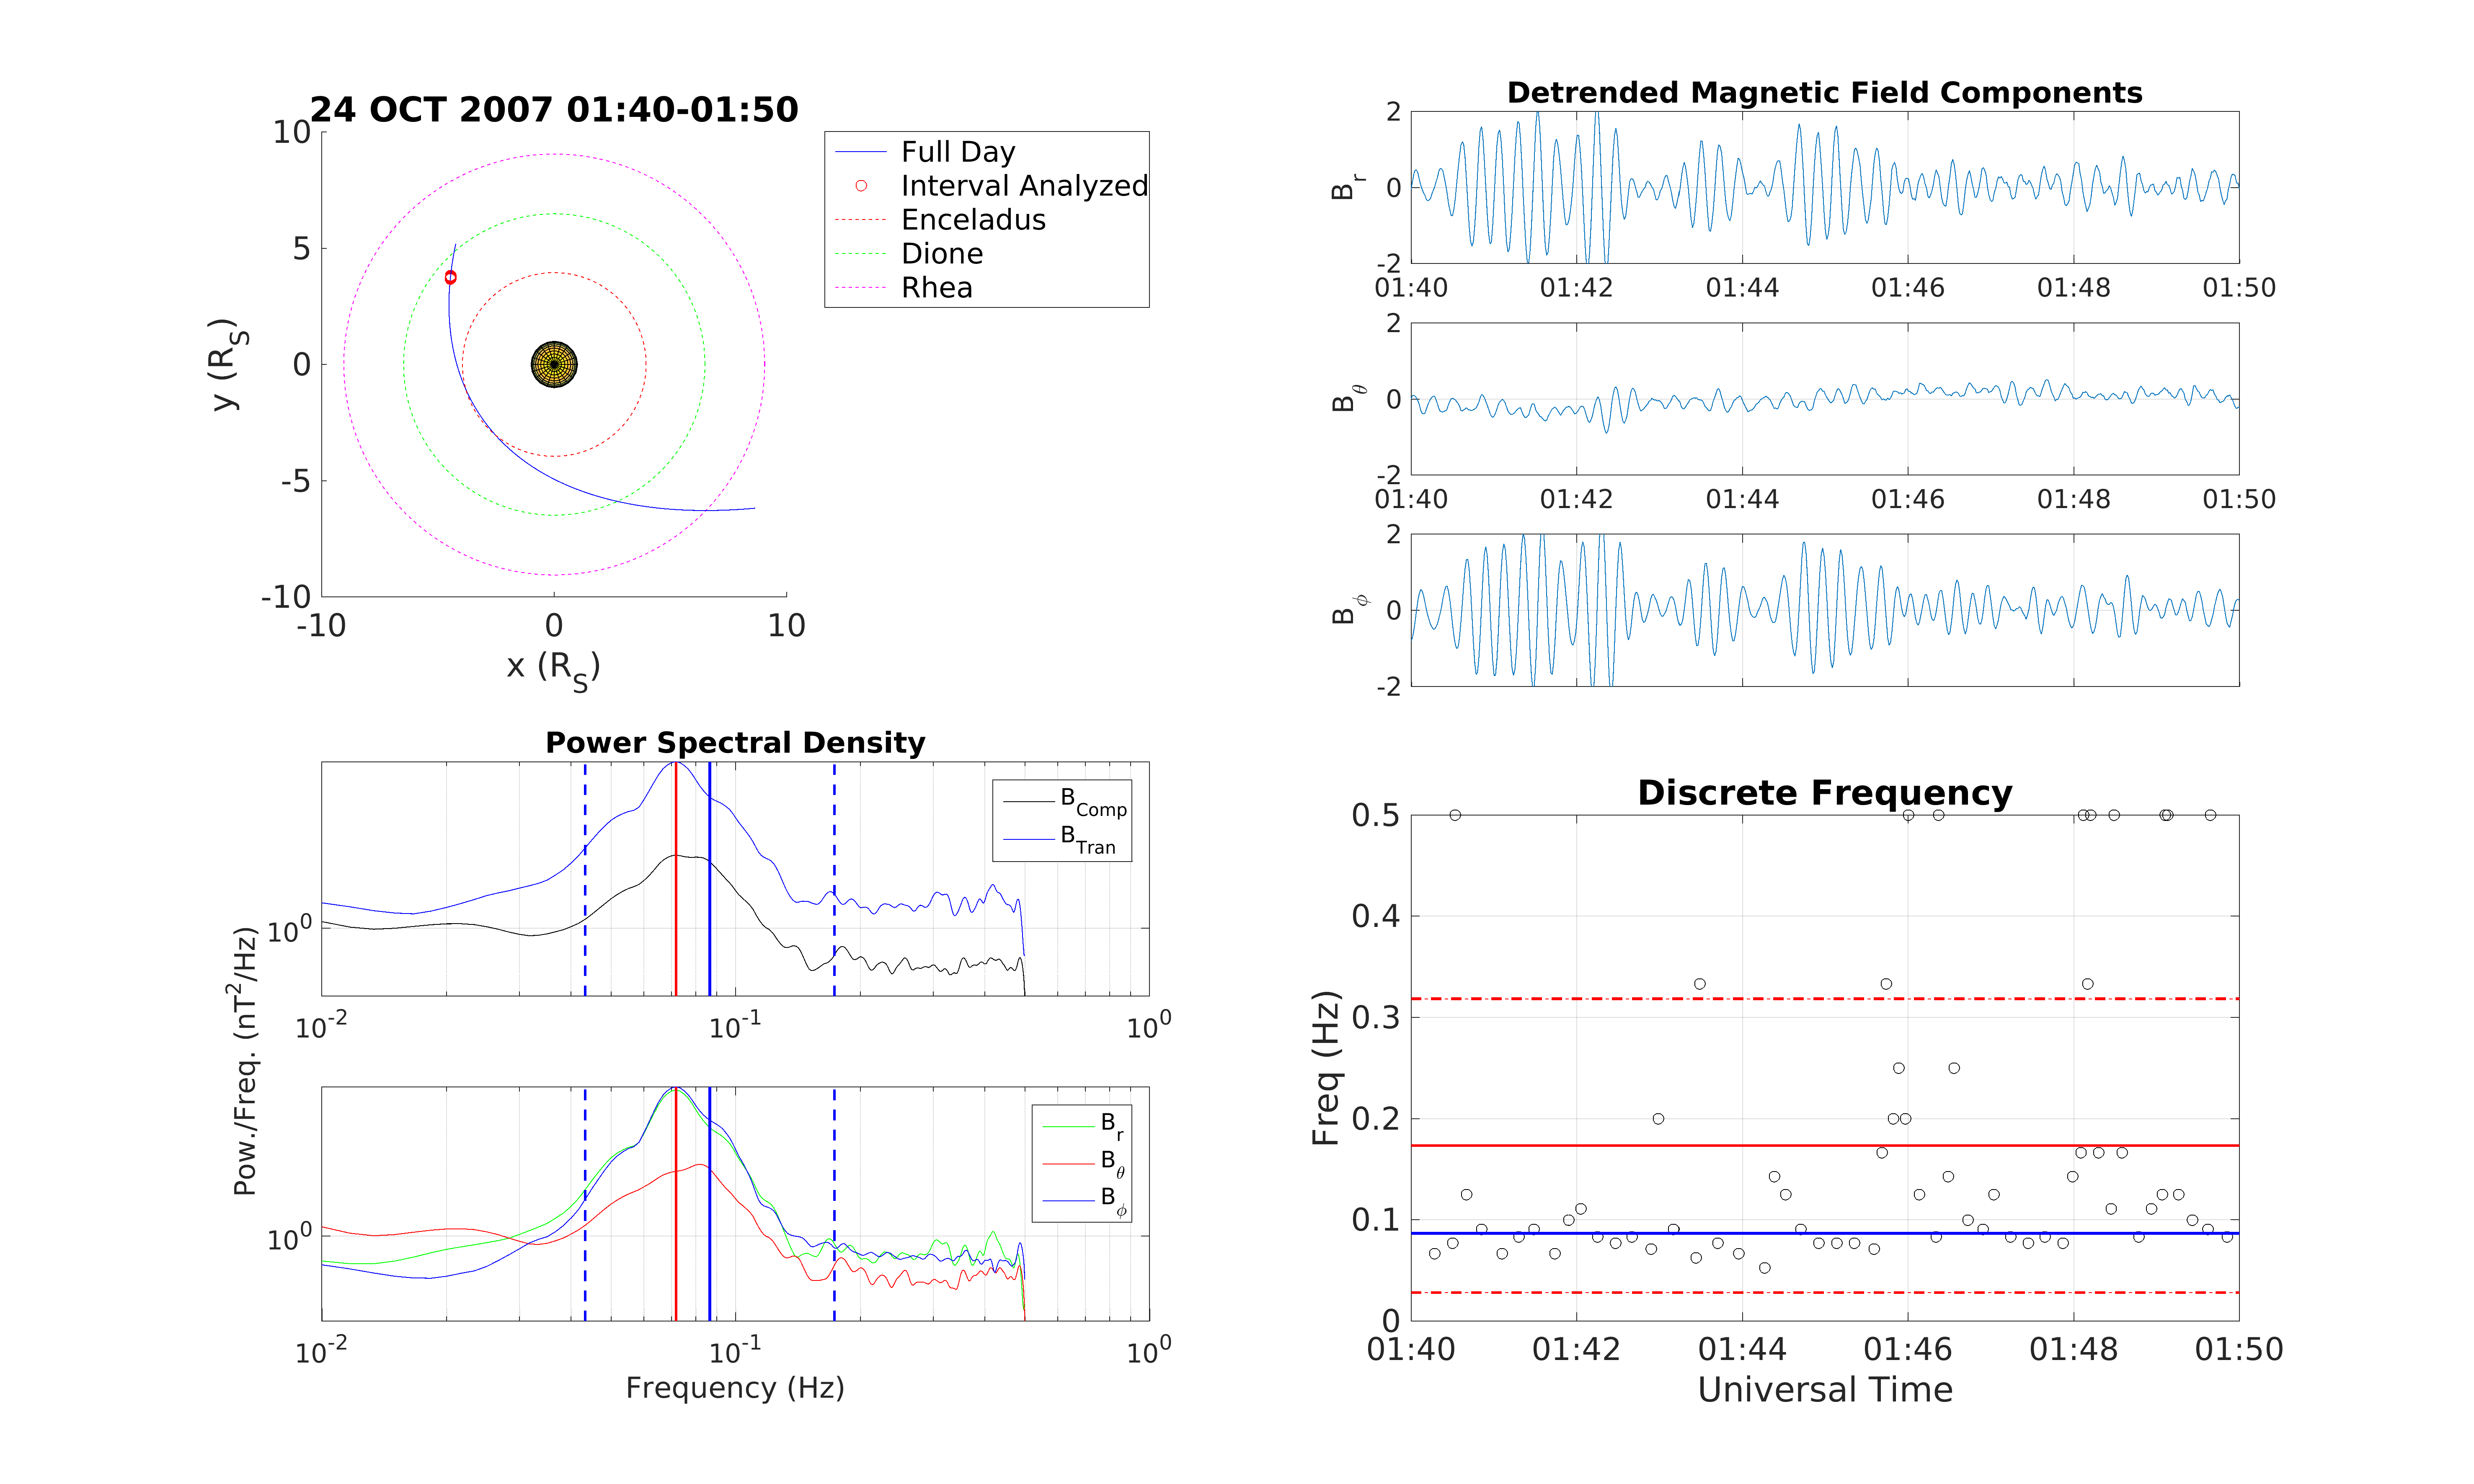 24 OCT 2007 01:40-01:50
10
5
0
-5
-10
-10 0 10
y (R_S)
x (R_S)
Full Day
Interval Analyzed
Enceladus
Dione
Rhea
Detrended Magnetic Field Components
2
0
-2
B_r
01:40 01:42 01:44 01:46 01:48 01:50
2
0
-2
B_θ
01:40 01:42 01:44 01:46 01:48 01:50
2
0
-2
B_ϕ
Power Spectral Density
10^0
B_Comp
B_Tran
10^-2 10^-1 10^0
Pow./Freq. (nT^2/Hz)
10^0
B_r
B_θ
B_ϕ
10^-2 10^-1 10^0
Frequency (Hz)
Discrete Frequency
0.5
0.4
0.3
0.2
0.1
0
Freq (Hz)
01:40 01:42 01:44 01:46 01:48 01:50
Universal Time